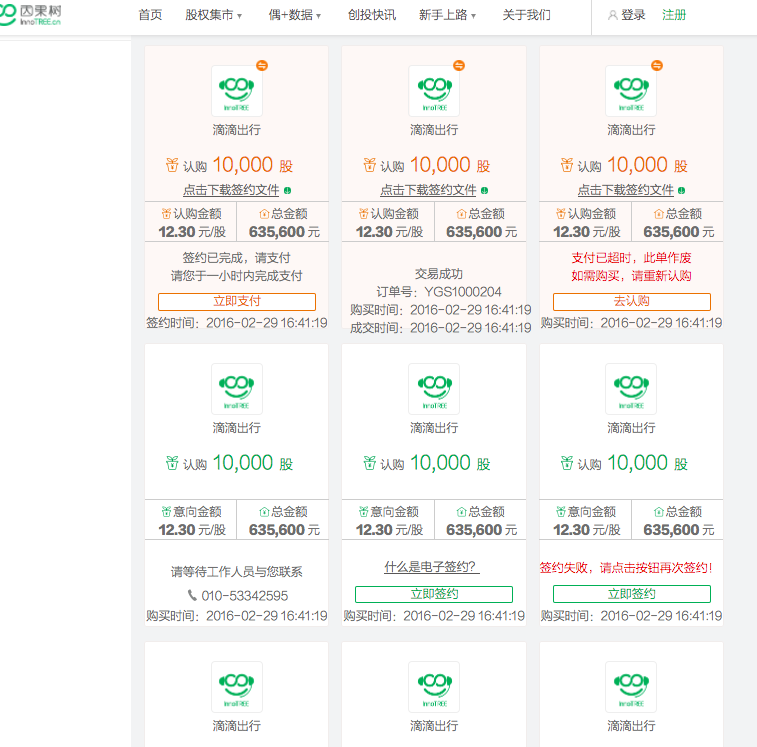 因果树
InnoTREE.cn
首页 股权集市 偶+数据 创投快讯 新手上路 关于我们 登录 注册
InnoTREE
滴滴出行
认购 10,000 股
点击下载签约文件
认购金额 总金额
12.30 元/股 635,600 元
签约已完成，请支付
请您于一小时内完成支付
立即支付
签约时间：2016-02-29 16:41:19
InnoTREE
滴滴出行
认购 10,000 股
点击下载签约文件
认购金额 总金额
12.30 元/股 635,600 元
交易成功
订单号：YGS1000204
购买时间：2016-02-29 16:41:19
成交时间：2016-02-29 16:41:19
InnoTREE
滴滴出行
认购 10,000 股
点击下载签约文件
认购金额 总金额
12.30 元/股 635,600 元
支付已超时，此单作废
如需购买，请重新认购
去认购
购买时间：2016-02-29 16:41:19
InnoTREE
滴滴出行
认购 10,000 股
意向金额 总金额
12.30 元/股 635,600 元
请等待工作人员与您联系
010-53342595
购买时间：2016-02-29 16:41:19
InnoTREE
滴滴出行
认购 10,000 股
意向金额 总金额
12.30 元/股 635,600 元
什么是电子签约？
立即签约
购买时间：2016-02-29 16:41:19
InnoTREE
滴滴出行
认购 10,000 股
意向金额 总金额
12.30 元/股 635,600 元
签约失败，请点击按钮再次签约！
立即签约
购买时间：2016-02-29 16:41:19
InnoTREE
滴滴出行
InnoTREE
滴滴出行
InnoTREE
滴滴出行